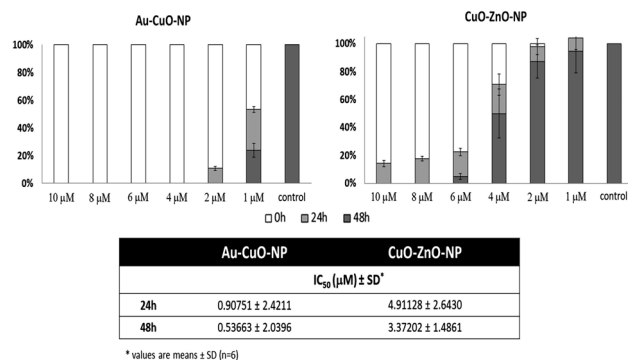 Au-CuO-NP
100%
80%
60%
40%
20%
0%
10 µM 8 µM 6 µM 4 µM 2 µM 1 µM control
CuO-ZnO-NP
100%
80%
60%
40%
20%
0%
10 µM 8 µM 6 µM 4 µM 2 µM 1 µM control
0h 24h 48h
Au-CuO-NP CuO-ZnO-NP
IC50 (µM) ± SD*
24h 0.90751 ± 2.4211 4.91128 ± 2.6430
48h 0.53663 ± 2.0396 3.37202 ± 1.4861
* values are means ± SD (n=6)